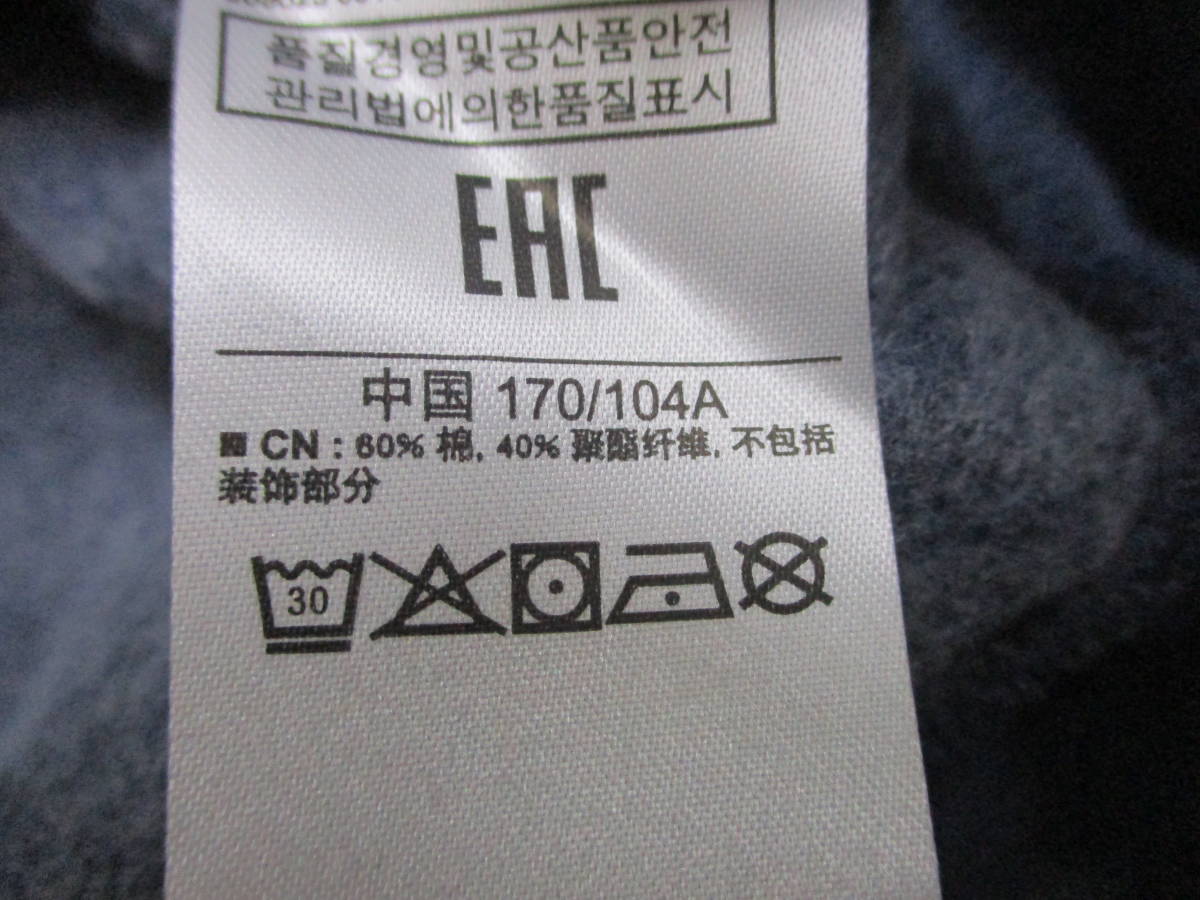 품질경영및공산품안전
관리법에의한품질표시
EAC
中国 170/104A
■ CN : 60% 棉, 40% 聚酯纤维, 不包括
装饰部分
30